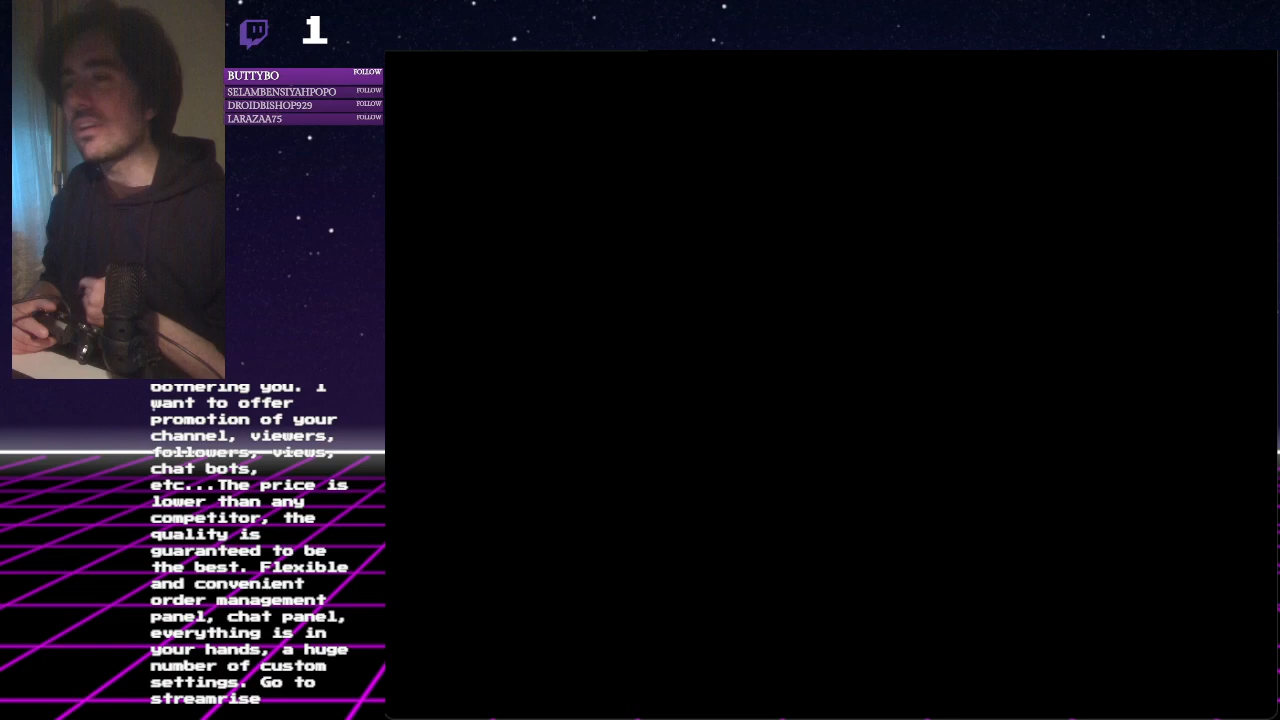 1
BUTTYBO FOLLOW
SELAMBENSIYAHPOPO FOLLOW
DROIDBISHOP929 FOLLOW
LARAZAA75 FOLLOW
bothering you. I
want to offer
promotion of your
channel, viewers,
followers, views,
chat bots,
etc...The price is
lower than any
competitor, the
quality is
guaranteed to be
the best. Flexible
and convenient
order management
panel, chat panel,
everything is in
your hands, a huge
number of custom
settings. Go to
streamrise